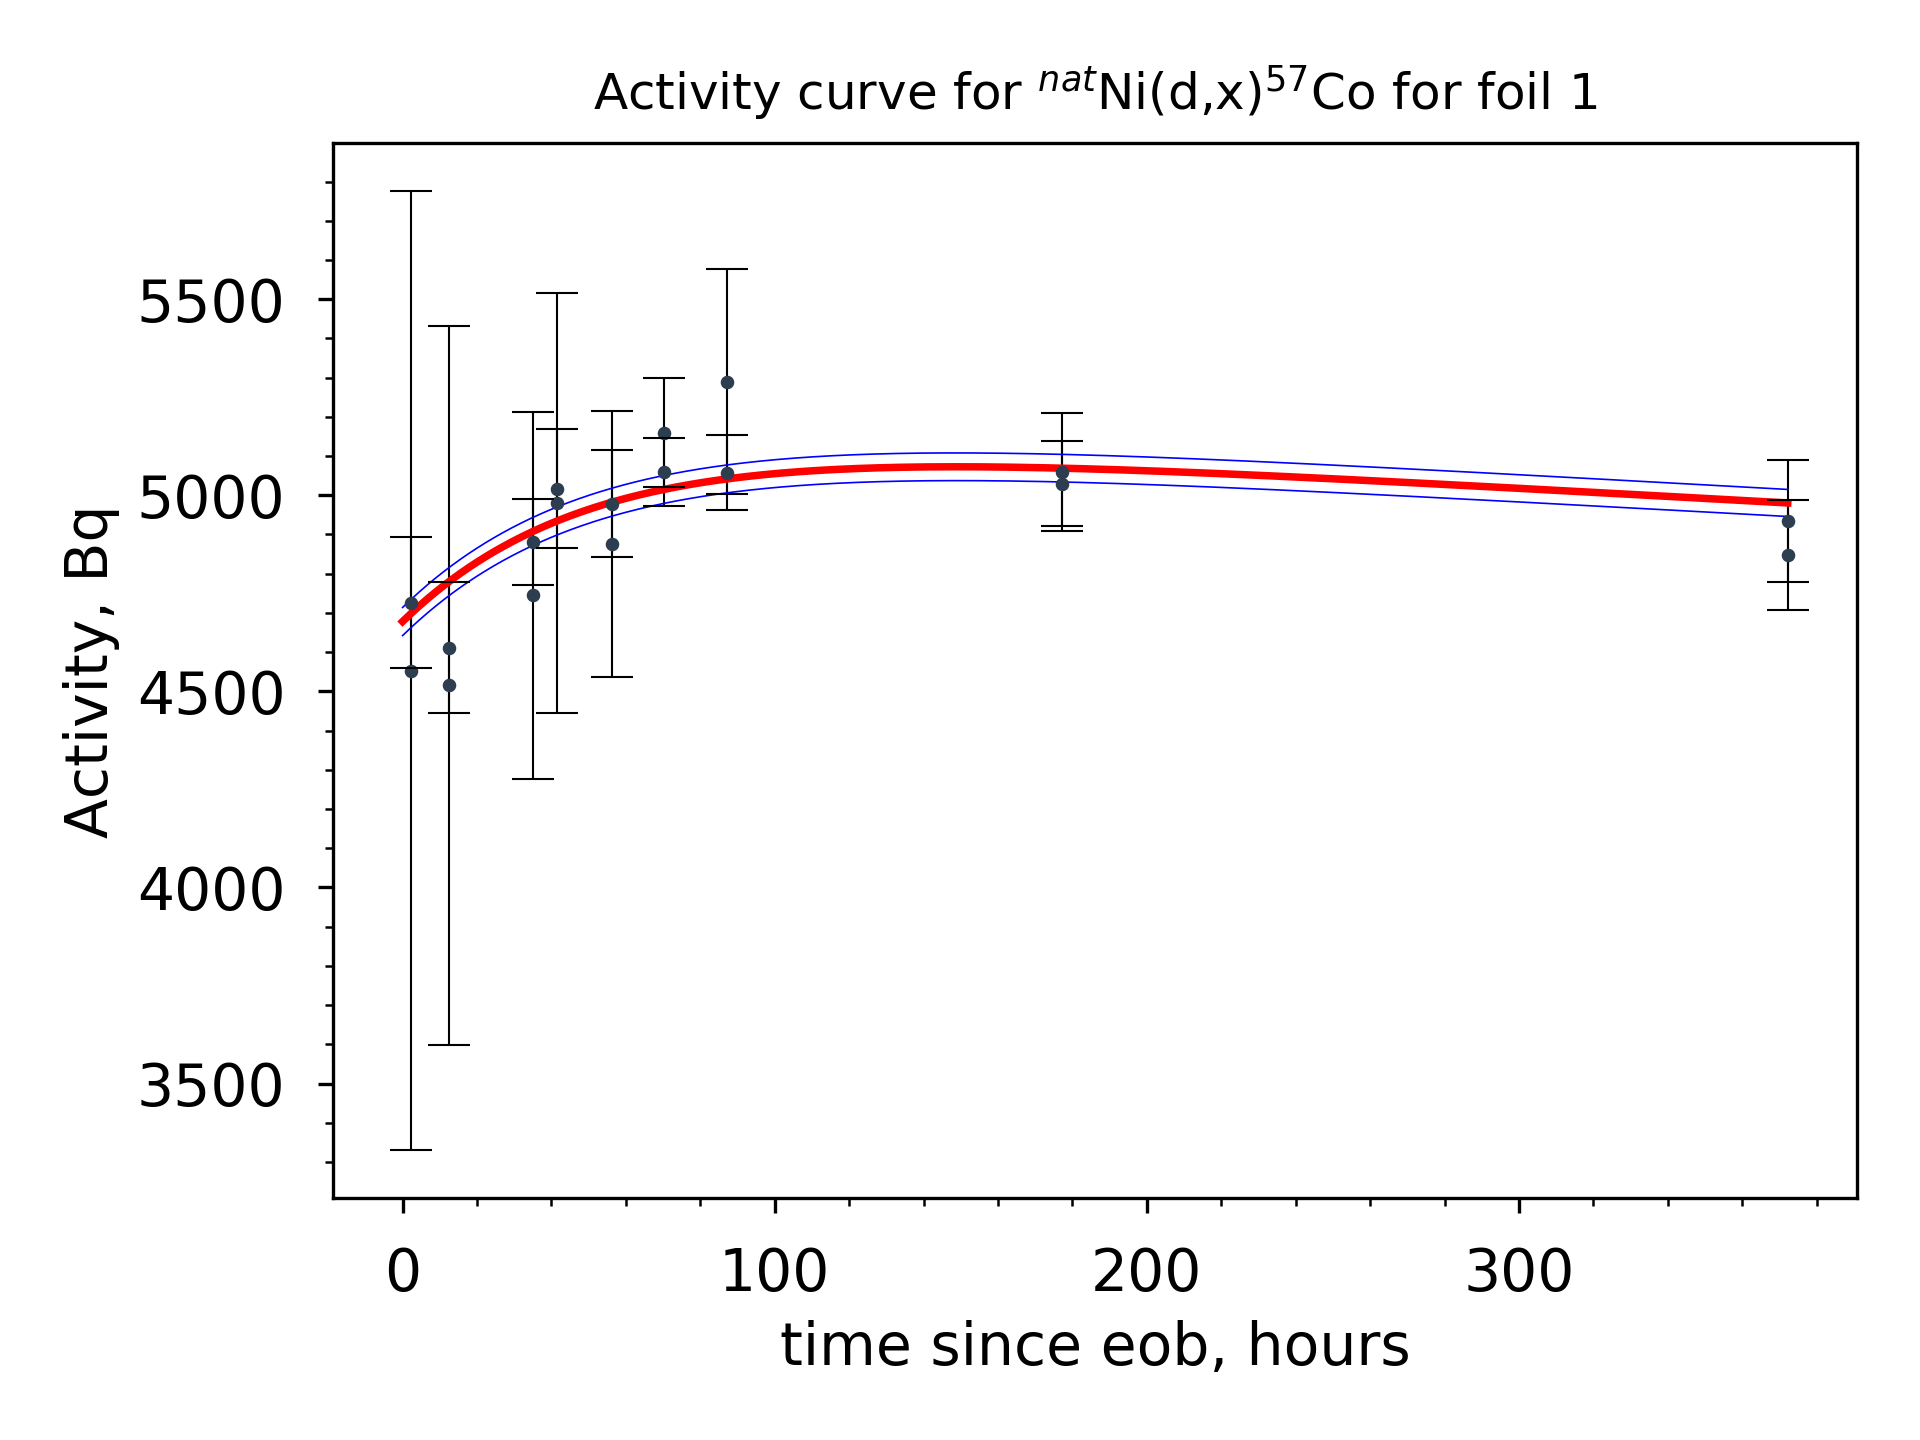 Activity curve for ⁿᵃᵗNi(d,x)⁵⁷Co for foil 1
Activity, Bq
5500
5000
4500
4000
3500
0 100 200 300
time since eob, hours